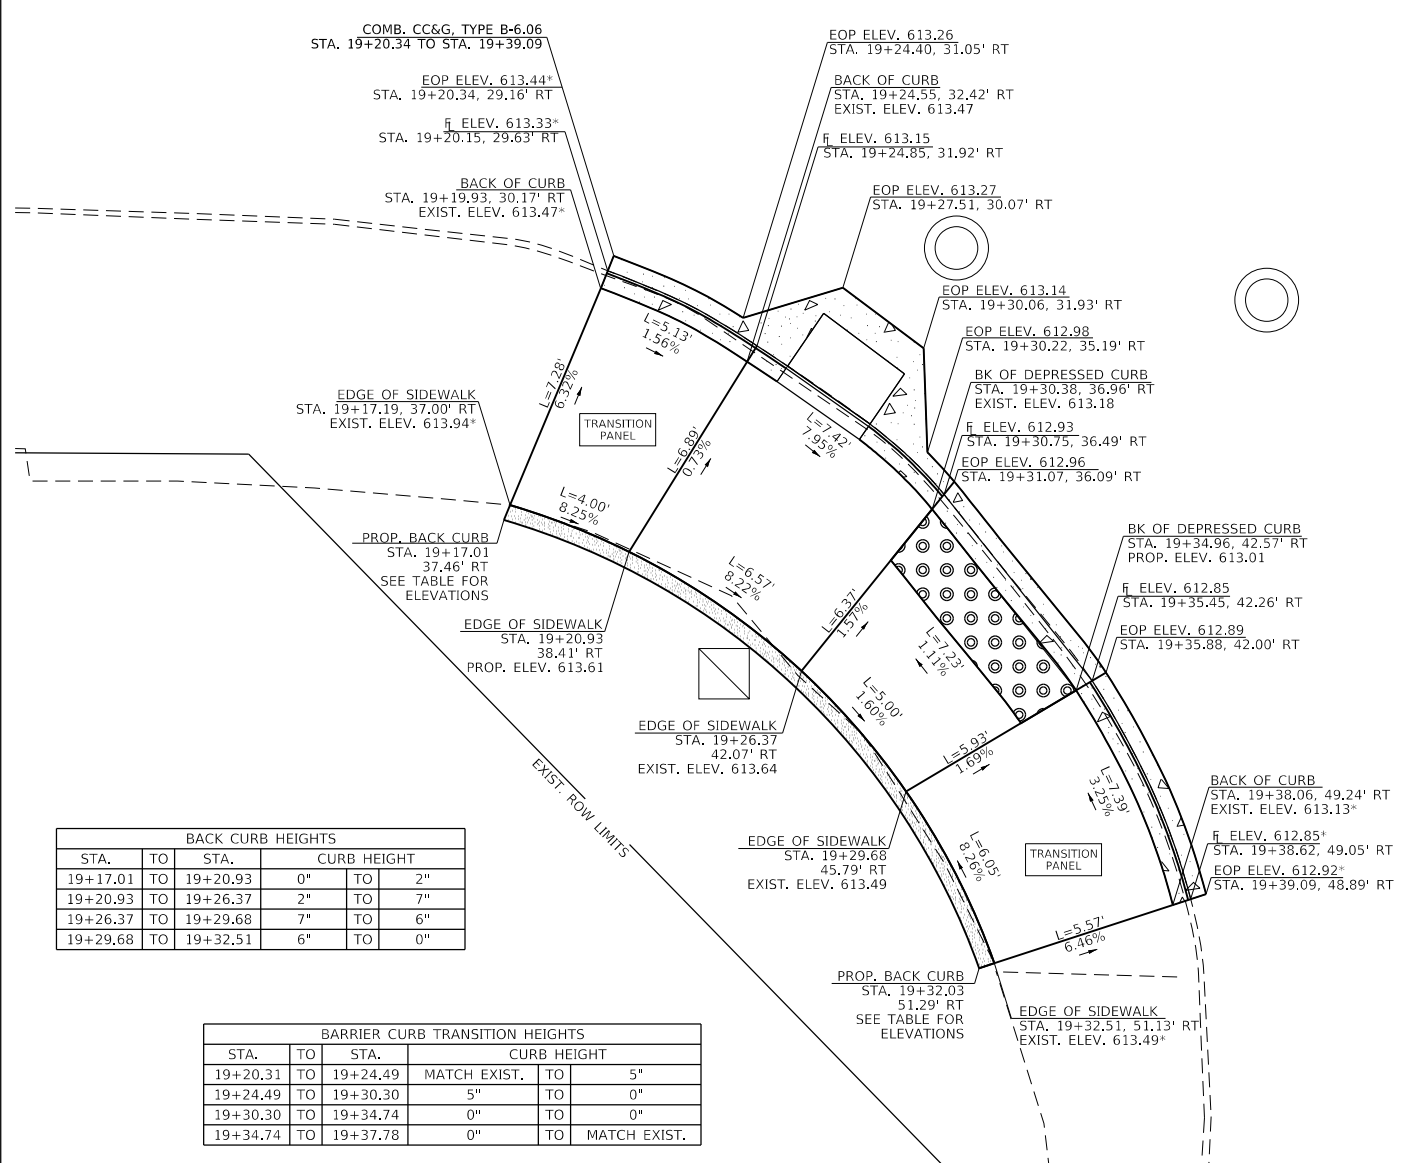 COMB. CC&G, TYPE B-6.06
STA. 19+20.34 TO STA. 19+39.09
EOP ELEV. 613.44*
STA. 19+20.34, 29.16' RT
FL ELEV. 613.33*
STA. 19+20.15, 29.63' RT
BACK OF CURB
STA. 19+19.93, 30.17' RT
EXIST. ELEV. 613.47*
EOP ELEV. 613.26
STA. 19+24.40, 31.05' RT
BACK OF CURB
STA. 19+24.55, 32.42' RT
EXIST. ELEV. 613.47
FL ELEV. 613.15
STA. 19+24.85, 31.92' RT
EOP ELEV. 613.27
STA. 19+27.51, 30.07' RT
EOP ELEV. 613.14
STA. 19+30.06, 31.93' RT
EOP ELEV. 612.98
STA. 19+30.22, 35.19' RT
BK OF DEPRESSED CURB
STA. 19+30.38, 36.96' RT
EXIST. ELEV. 613.18
FL ELEV. 612.93
STA. 19+30.75, 36.49' RT
EOP ELEV. 612.96
STA. 19+31.07, 36.09' RT
BK OF DEPRESSED CURB
STA. 19+34.96, 42.57' RT
PROP. ELEV. 613.01
FL ELEV. 612.85
STA. 19+35.45, 42.26' RT
EOP ELEV. 612.89
STA. 19+35.88, 42.00' RT
BACK OF CURB
STA. 19+38.06, 49.24' RT
EXIST. ELEV. 613.13*
FL ELEV. 612.85*
STA. 19+38.62, 49.05' RT
EOP ELEV. 612.92*
STA. 19+39.09, 48.89' RT
EDGE OF SIDEWALK
STA. 19+17.19, 37.00' RT
EXIST. ELEV. 613.94*
L=5.13'
1.56%
L=7.28'
6.32%
TRANSITION
PANEL
L=6.89'
0.73%
L=7.42'
7.95%
L=4.00'
8.25%
L=6.57'
8.22%
L=6.37'
1.57%
L=7.23'
1.11%
L=5.00'
1.60%
L=5.93'
1.69%
L=7.39'
3.25%
L=6.05'
8.26%
TRANSITION
PANEL
L=5.57'
6.46%
PROP. BACK CURB
STA. 19+17.01
37.46' RT
SEE TABLE FOR
ELEVATIONS
EDGE OF SIDEWALK
STA. 19+20.93
38.41' RT
PROP. ELEV. 613.61
EDGE OF SIDEWALK
STA. 19+26.37
42.07' RT
EXIST. ELEV. 613.64
EXIST. ROW LIMITS
EDGE OF SIDEWALK
STA. 19+29.68
45.79' RT
EXIST. ELEV. 613.49
PROP. BACK CURB
STA. 19+32.03
51.29' RT
SEE TABLE FOR
ELEVATIONS
EDGE OF SIDEWALK
STA. 19+32.51, 51.13' RT
EXIST. ELEV. 613.49*
BACK CURB HEIGHTS
STA. TO STA. CURB HEIGHT
19+17.01 TO 19+20.93 0" TO 2"
19+20.93 TO 19+26.37 2" TO 7"
19+26.37 TO 19+29.68 7" TO 6"
19+29.68 TO 19+32.51 6" TO 0"
BARRIER CURB TRANSITION HEIGHTS
STA. TO STA. CURB HEIGHT
19+20.31 TO 19+24.49 MATCH EXIST. TO 5"
19+24.49 TO 19+30.30 5" TO 0"
19+30.30 TO 19+34.74 0" TO 0"
19+34.74 TO 19+37.78 0" TO MATCH EXIST.